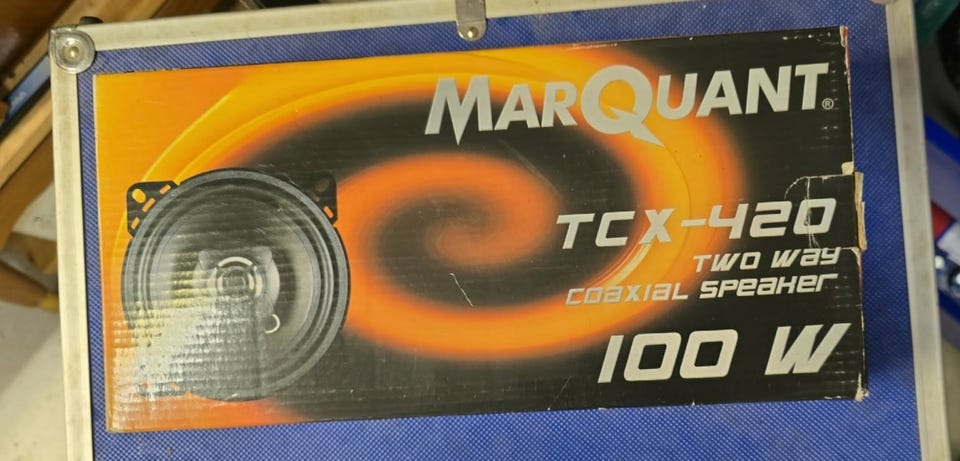 MARQUANT®
TCX-420
TWO WAY
COAXIAL SPEAKER
100 W